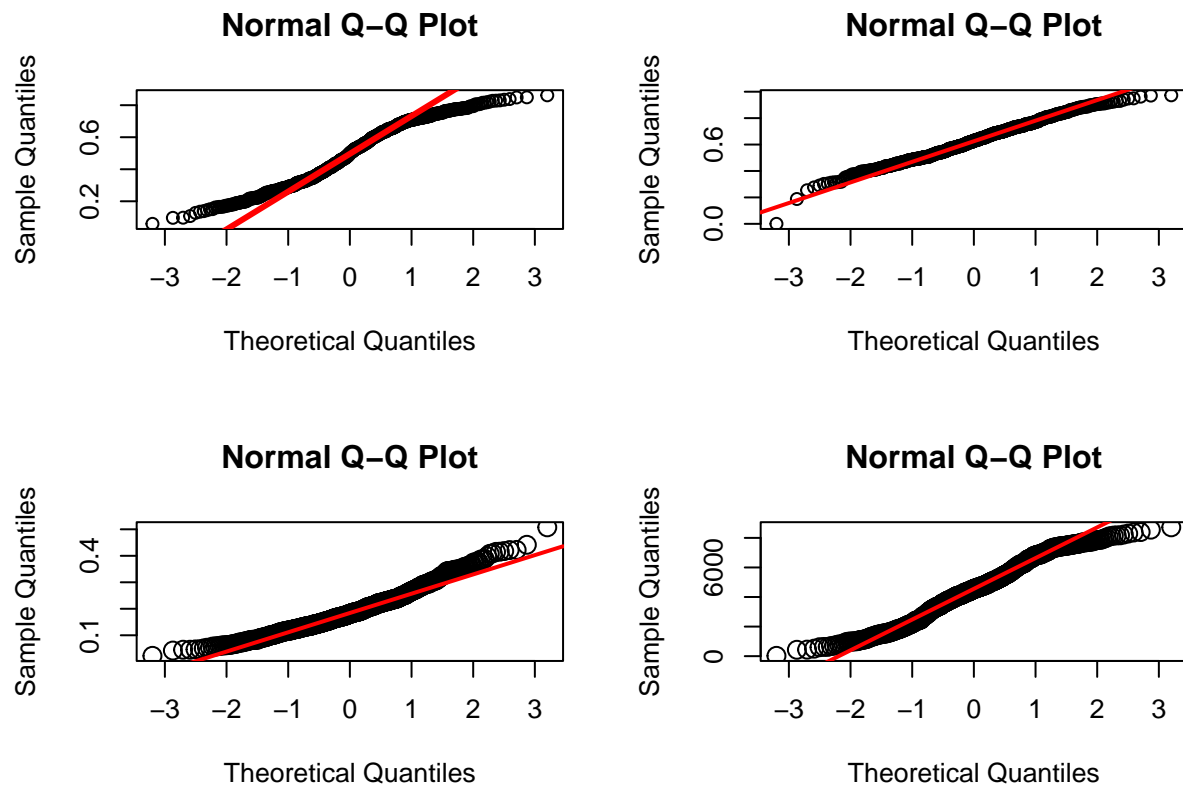 Normal Q−Q Plot
Sample Quantiles
0.2 0.6
−3 −2 −1 0 1 2 3
Theoretical Quantiles
Normal Q−Q Plot
Sample Quantiles
0.0 0.6
−3 −2 −1 0 1 2 3
Theoretical Quantiles
Normal Q−Q Plot
Sample Quantiles
0.1 0.4
−3 −2 −1 0 1 2 3
Theoretical Quantiles
Normal Q−Q Plot
Sample Quantiles
0 6000
−3 −2 −1 0 1 2 3
Theoretical Quantiles